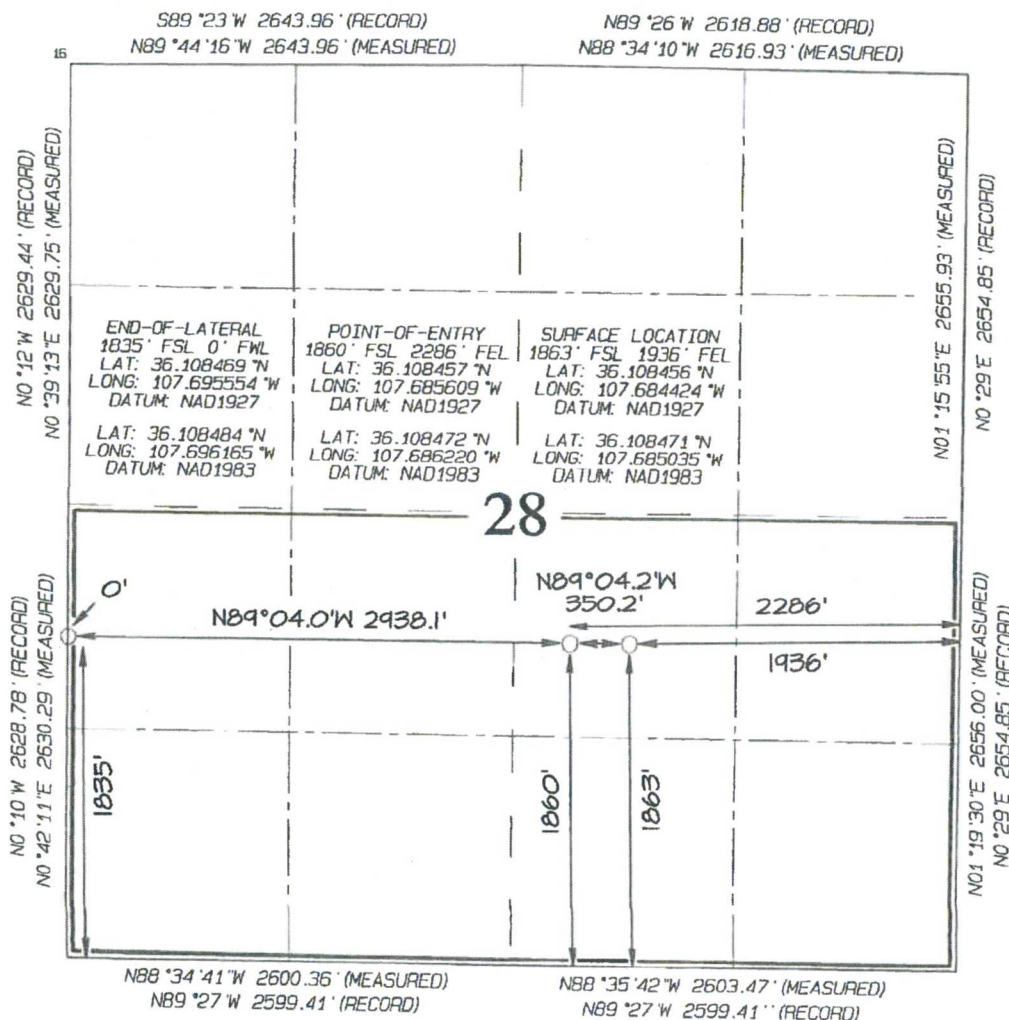 S89°23'W 2643.96' (RECORD)
N89°44'16"W 2643.96' (MEASURED)
N89°26'W 2618.88' (RECORD)
N88°34'10"W 2616.93' (MEASURED)
16
N0°12'W 2629.44' (RECORD)
N0°39'13"E 2629.75' (MEASURED)
N01°15'55"E 2655.93' (MEASURED)
N0°29'E 2654.85' (RECORD)
END-OF-LATERAL
1835' FSL 0' FWL
LAT: 36.108469°N
LONG: 107.695554°W
DATUM: NAD1927
LAT: 36.108484°N
LONG: 107.696165°W
DATUM: NAD1983
POINT-OF-ENTRY
1860' FSL 2286' FEL
LAT: 36.108457°N
LONG: 107.685609°W
DATUM: NAD1927
LAT: 36.108472°N
LONG: 107.686220°W
DATUM: NAD1983
SURFACE LOCATION
1863' FSL 1936' FEL
LAT: 36.108456°N
LONG: 107.684424°W
DATUM: NAD1927
LAT: 36.108471°N
LONG: 107.685035°W
DATUM: NAD1983
28
0'
N89°04.0'W 2938.1'
N89°04.2'W
350.2'
2286'
1936'
1835'
1860'
1863'
N0°10'W 2628.78' (RECORD)
N0°42'11"E 2630.29' (MEASURED)
N01°19'30"E 2656.00' (MEASURED)
N0°29'E 2654.85' (RECORD)
N88°34'41"W 2600.36' (MEASURED)
N89°27'W 2599.41' (RECORD)
N88°35'42"W 2603.47' (MEASURED)
N89°27'W 2599.41'' (RECORD)